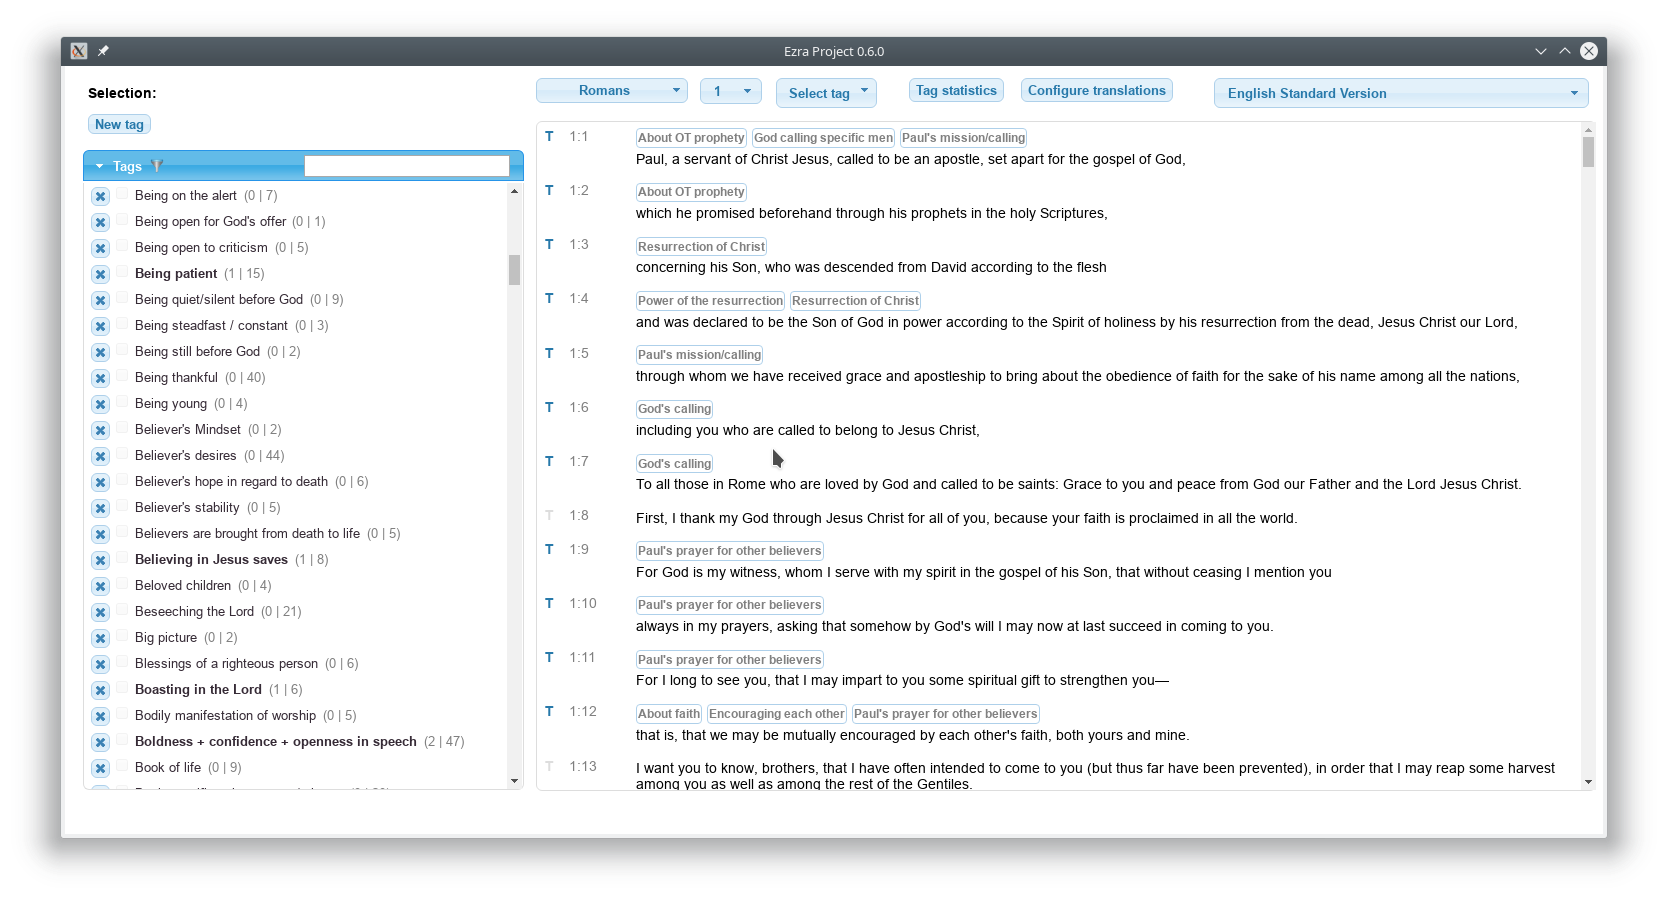 Ezra Project 0.6.0
Selection:
New tag
Romans
1
Select tag
Tag statistics
Configure translations
English Standard Version
Tags
Being on the alert (0 | 7)
Being open for God's offer (0 | 1)
Being open to criticism (0 | 5)
Being patient (1 | 15)
Being quiet/silent before God (0 | 9)
Being steadfast / constant (0 | 3)
Being still before God (0 | 2)
Being thankful (0 | 40)
Being young (0 | 4)
Believer's Mindset (0 | 2)
Believer's desires (0 | 44)
Believer's hope in regard to death (0 | 6)
Believer's stability (0 | 5)
Believers are brought from death to life (0 | 5)
Believing in Jesus saves (1 | 8)
Beloved children (0 | 4)
Beseeching the Lord (0 | 21)
Big picture (0 | 2)
Blessings of a righteous person (0 | 6)
Boasting in the Lord (1 | 6)
Bodily manifestation of worship (0 | 5)
Boldness + confidence + openness in speech (2 | 47)
Book of life (0 | 9)
T 1:1 About OT prophety God calling specific men Paul's mission/calling
Paul, a servant of Christ Jesus, called to be an apostle, set apart for the gospel of God,
T 1:2 About OT prophety
which he promised beforehand through his prophets in the holy Scriptures,
T 1:3 Resurrection of Christ
concerning his Son, who was descended from David according to the flesh
T 1:4 Power of the resurrection Resurrection of Christ
and was declared to be the Son of God in power according to the Spirit of holiness by his resurrection from the dead, Jesus Christ our Lord,
T 1:5 Paul's mission/calling
through whom we have received grace and apostleship to bring about the obedience of faith for the sake of his name among all the nations,
T 1:6 God's calling
including you who are called to belong to Jesus Christ,
T 1:7 God's calling
To all those in Rome who are loved by God and called to be saints: Grace to you and peace from God our Father and the Lord Jesus Christ.
T 1:8 First, I thank my God through Jesus Christ for all of you, because your faith is proclaimed in all the world.
T 1:9 Paul's prayer for other believers
For God is my witness, whom I serve with my spirit in the gospel of his Son, that without ceasing I mention you
T 1:10 Paul's prayer for other believers
always in my prayers, asking that somehow by God's will I may now at last succeed in coming to you.
T 1:11 Paul's prayer for other believers
For I long to see you, that I may impart to you some spiritual gift to strengthen you—
T 1:12 About faith Encouraging each other Paul's prayer for other believers
that is, that we may be mutually encouraged by each other's faith, both yours and mine.
T 1:13 I want you to know, brothers, that I have often intended to come to you (but thus far have been prevented), in order that I may reap some harvest
among you as well as among the rest of the Gentiles.